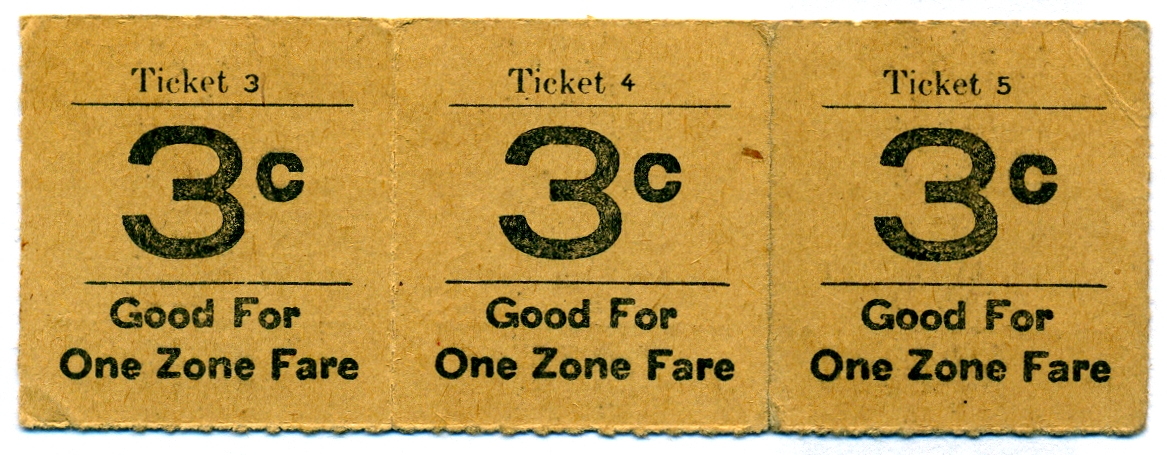 Ticket 3
3c
Good For
One Zone Fare
Ticket 4
3c
Good For
One Zone Fare
Ticket 5
3c
Good For
One Zone Fare